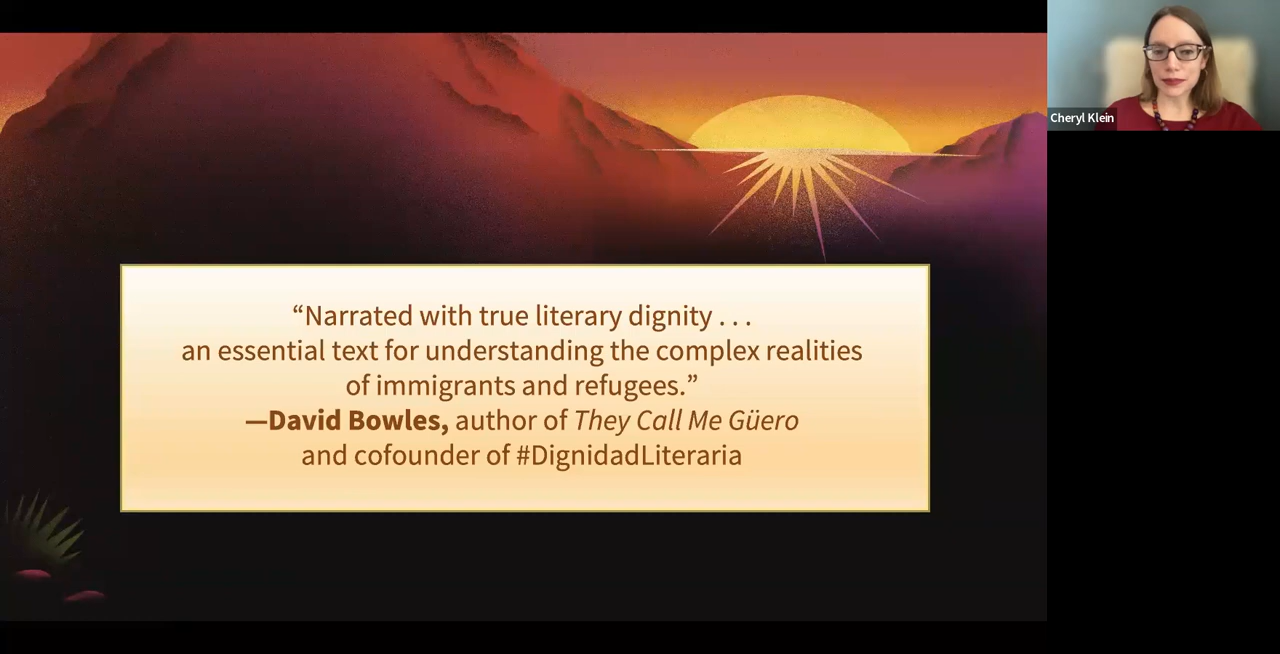 “Narrated with true literary dignity . . .
an essential text for understanding the complex realities
of immigrants and refugees.”
—David Bowles, author of They Call Me Güero
and cofounder of #DignidadLiteraria
Cheryl Klein